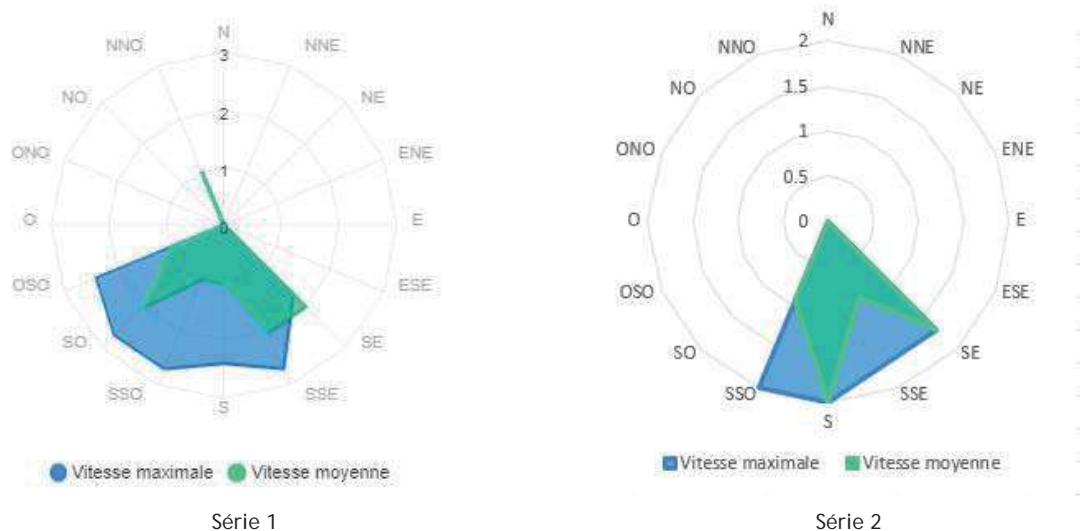 N
NNE
NE
ENE
E
ESE
SE
SSE
S
SSO
SO
OSO
O
ONO
NO
NNO
3
2
1
0
Vitesse maximale Vitesse moyenne
Série 1
N
NNE
NE
ENE
E
ESE
SE
SSE
S
SSO
SO
OSO
O
ONO
NO
NNO
2
1.5
1
0.5
0
Vitesse maximale Vitesse moyenne
Série 2